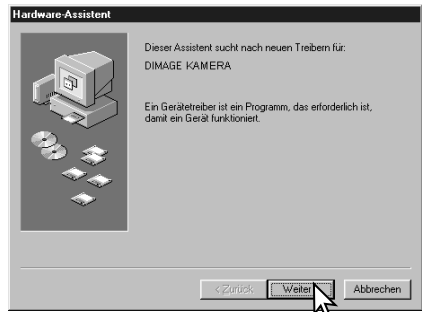 Hardware-Assistent
Dieser Assistent sucht nach neuen Treibern für:
DIMAGE KAMERA
Ein Gerätetreiber ist ein Programm, das erforderlich ist,
damit ein Gerät funktioniert.
< Zurück Weiter Abbrechen